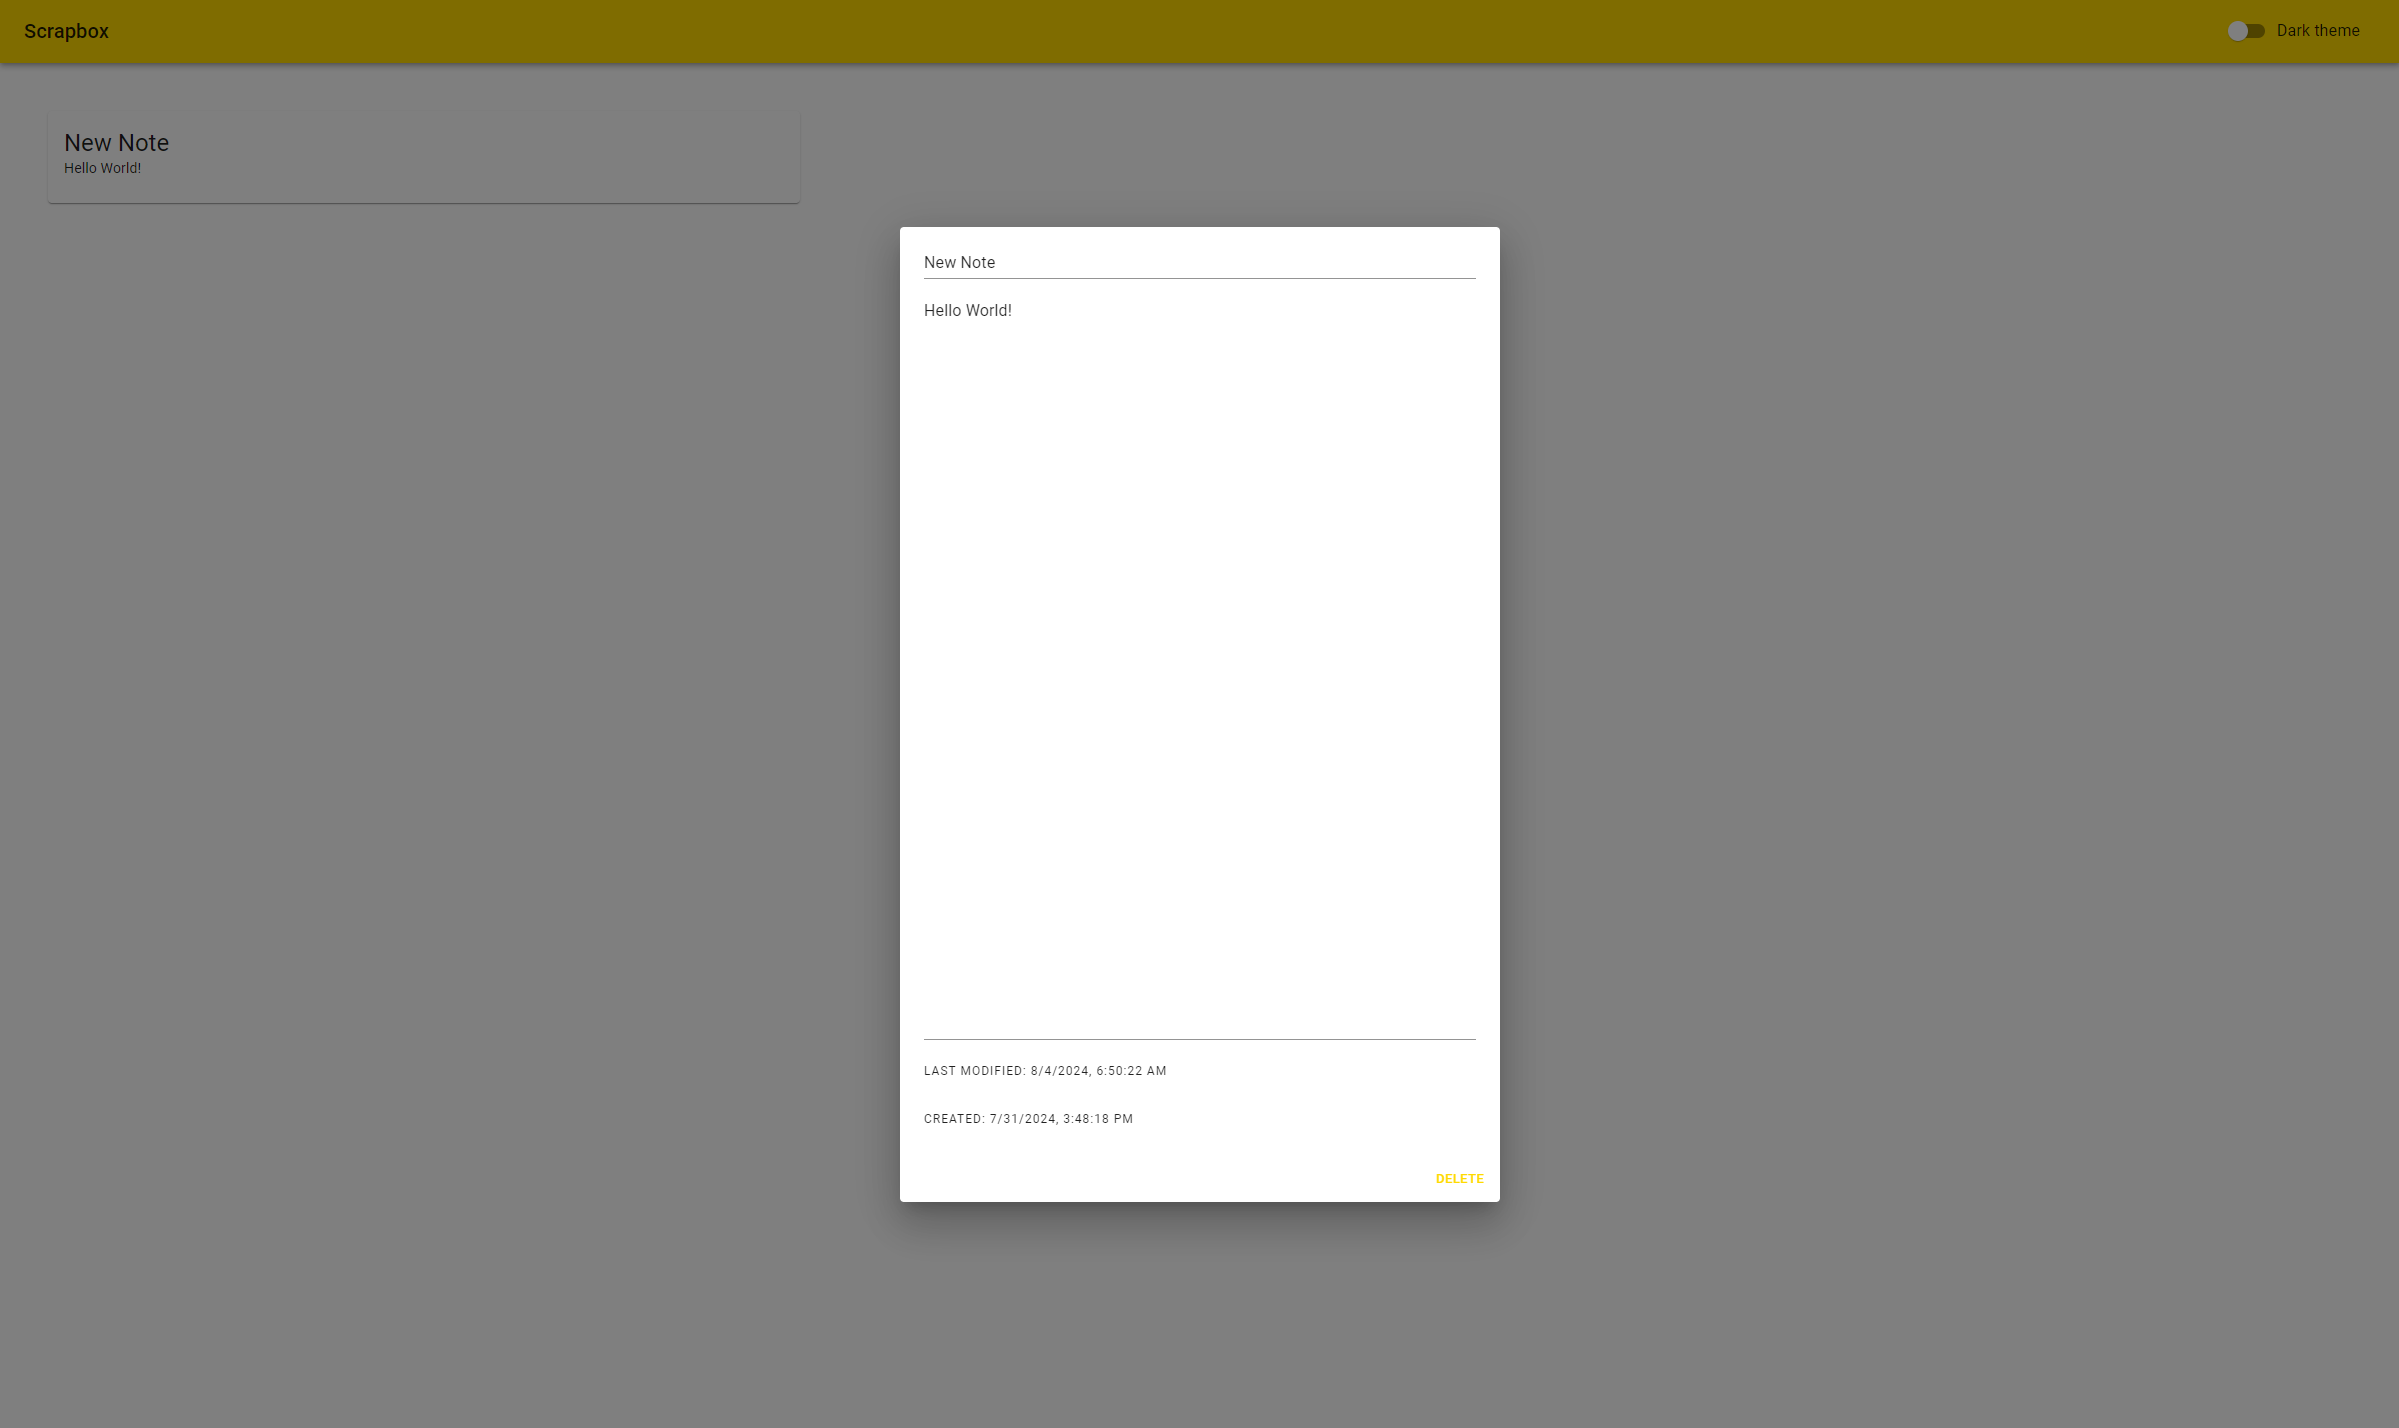 Scrapbox
Dark theme
New Note
Hello World!
New Note
Hello World!
LAST MODIFIED: 8/4/2024, 6:50:22 AM
CREATED: 7/31/2024, 3:48:18 PM
DELETE